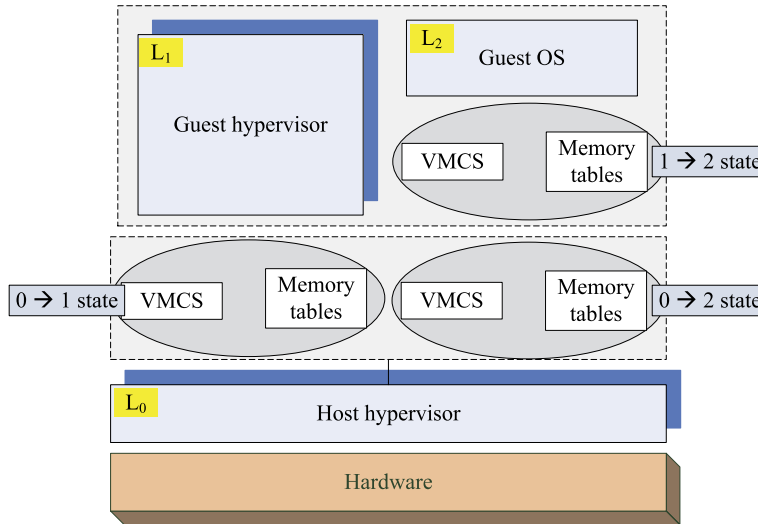 L₁
L₂
Guest OS
Guest hypervisor
VMCS
Memory
tables
1 → 2 state
0 → 1 state
VMCS
Memory
tables
VMCS
Memory
tables
0 → 2 state
L₀
Host hypervisor
Hardware